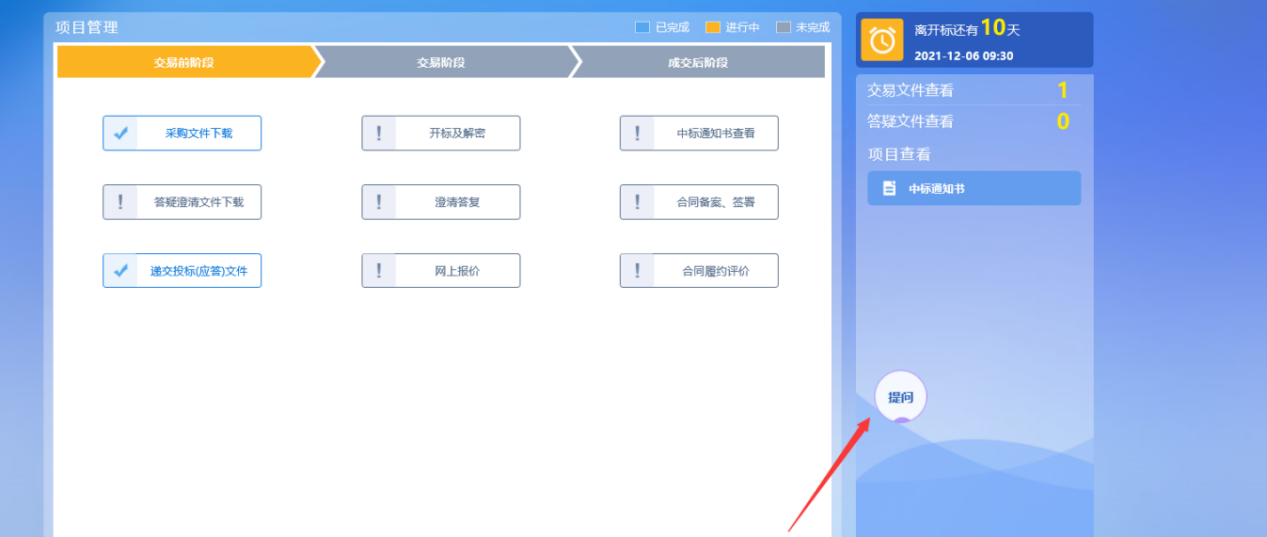 项目管理
已完成 进行中 未完成
交易前阶段 交易阶段 成交后阶段
采购文件下载 开标及解密 中标通知书查看
答疑澄清文件下载 澄清答复 合同备案、签署
递交投标(应答)文件 网上报价 合同履约评价
离开标还有10天
2021-12-06 09:30
交易文件查看 1
答疑文件查看 0
项目查看
中标通知书
提问